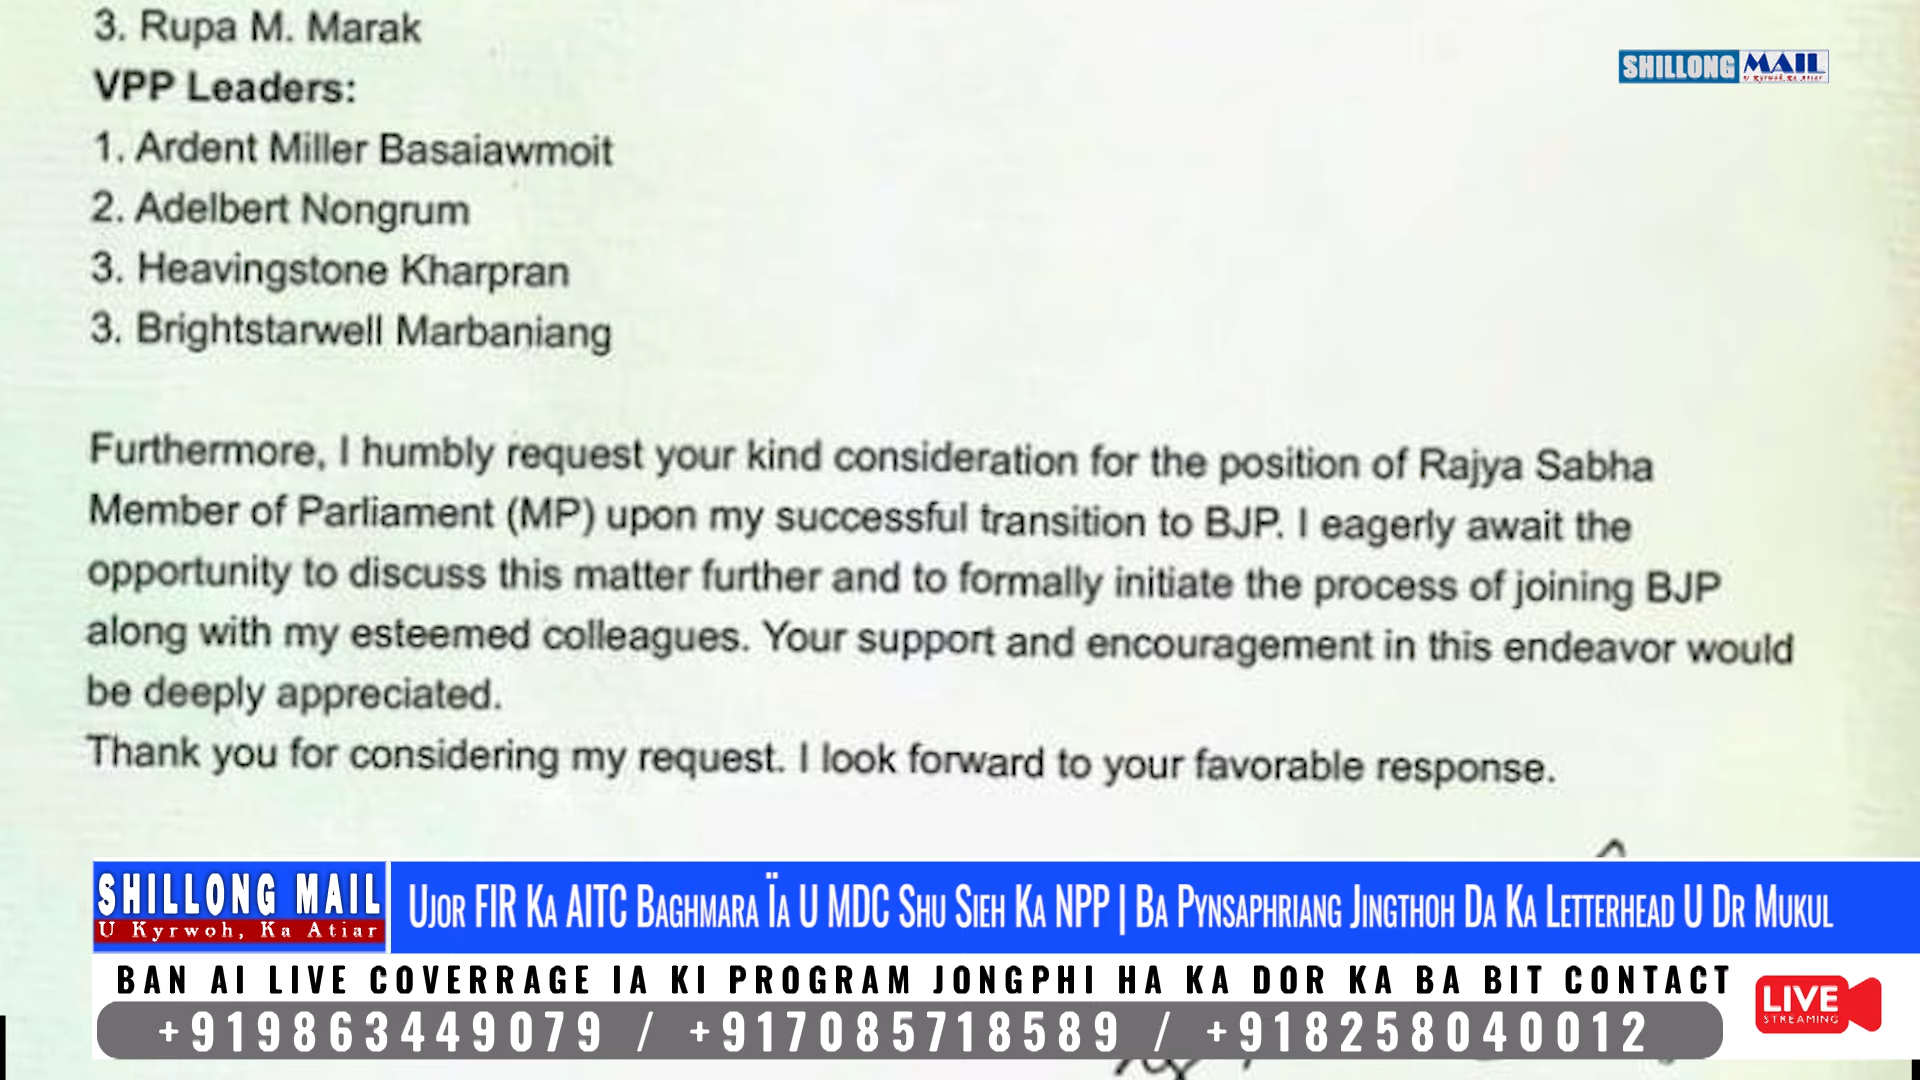 3. Rupa M. Marak
SHILLONG MAIL
U Kyrwoh, Ka Atiar
VPP Leaders:
1. Ardent Miller Basaiawmoit
2. Adelbert Nongrum
3. Heavingstone Kharpran
3. Brightstarwell Marbaniang
Furthermore, I humbly request your kind consideration for the position of Rajya Sabha
Member of Parliament (MP) upon my successful transition to BJP. I eagerly await the
opportunity to discuss this matter further and to formally initiate the process of joining BJP
along with my esteemed colleagues. Your support and encouragement in this endeavor would
be deeply appreciated.
Thank you for considering my request. I look forward to your favorable response.
SHILLONG MAIL
U Kyrwoh, Ka Atiar
Ujor FIR Ka AITC Baghmara Ïa U MDC Shu Sieh Ka NPP | Ba Pynsaphriang Jingthoh Da Ka Letterhead U Dr Mukul
BAN AI LIVE COVERRAGE IA KI PROGRAM JONGPHI HA KA DOR KA BA BIT CONTACT
+919863449079 / +917085718589 / +918258040012
LIVE
STREAMING